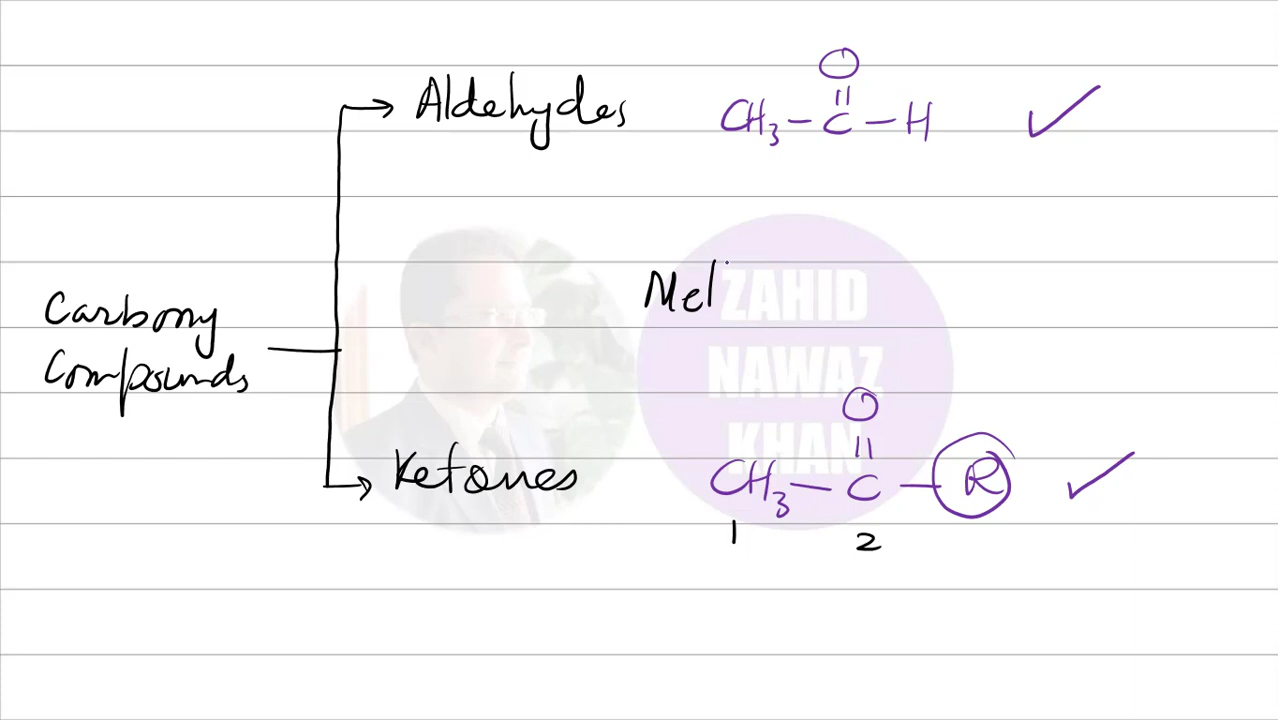 Aldehydes
O
||
CH3 – C – H ✓
Mel
ZAHID
NAWAZ
KHAN
Carbony
Compounds
Ketones
O
||
CH3 – C – R ✓
1 2